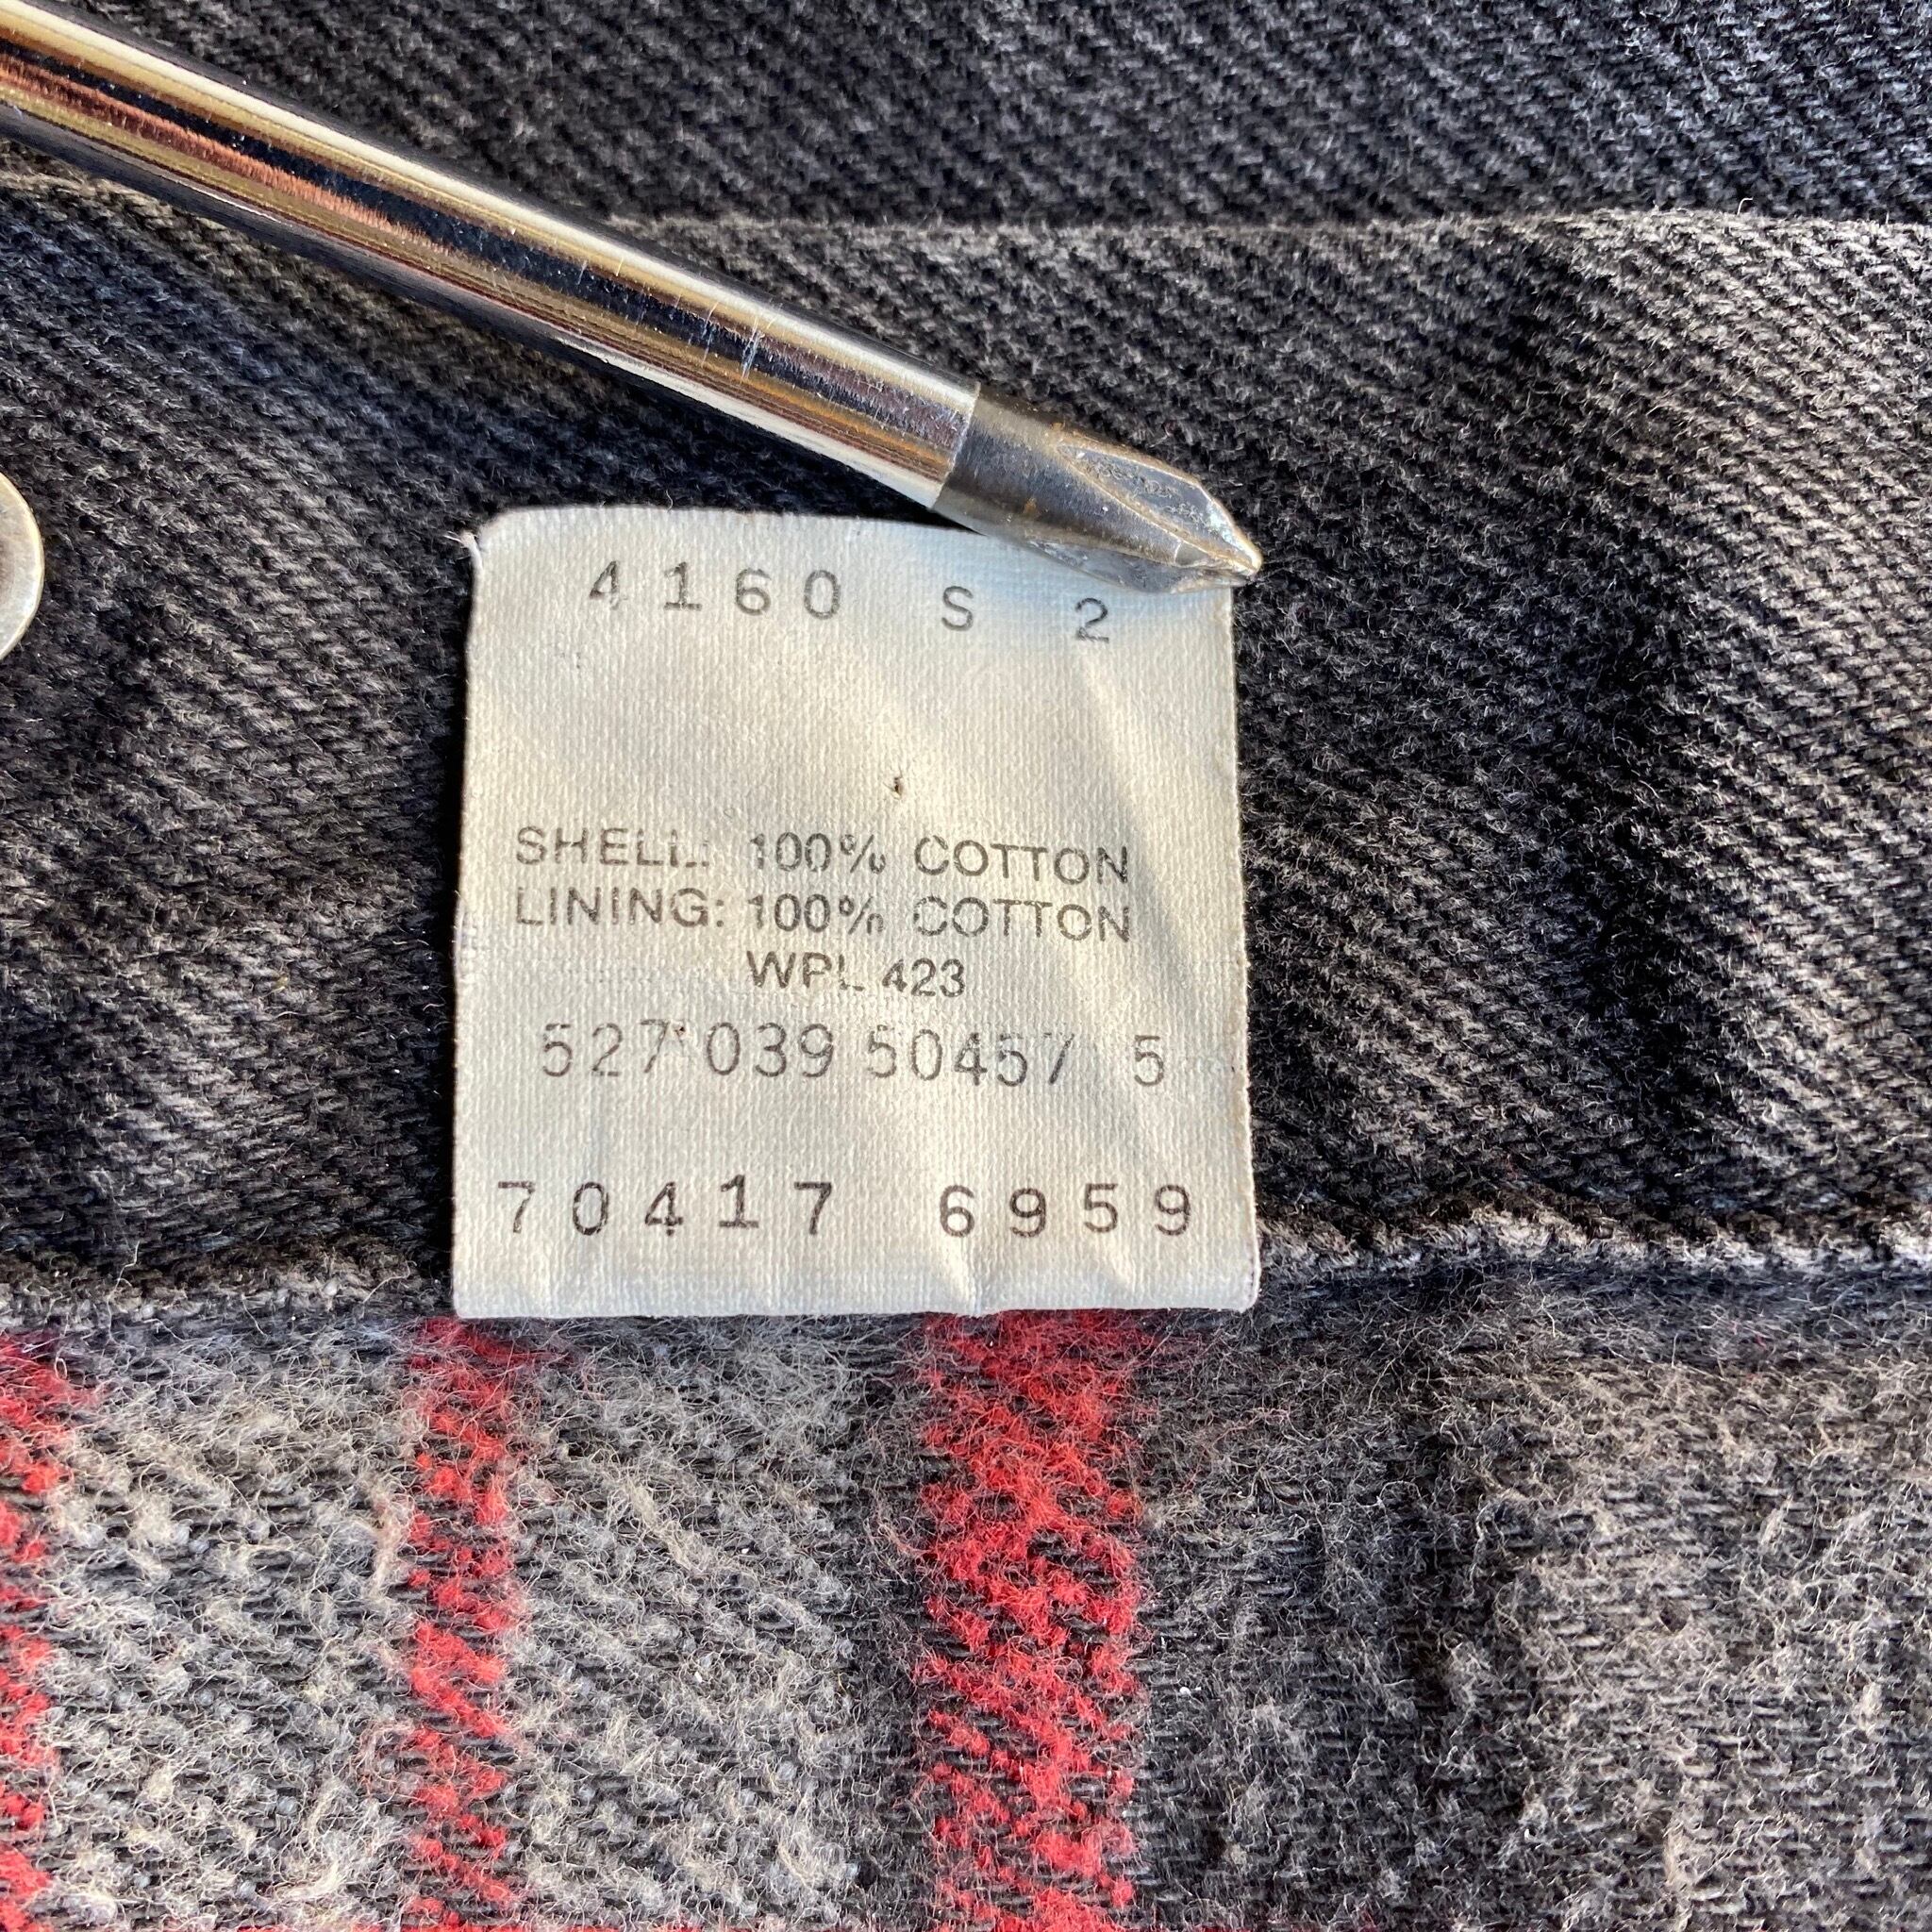 4160 S 2
SHELL: 100% COTTON
LINING: 100% COTTON
WPL 423
527 039 50457 5
70417 6959